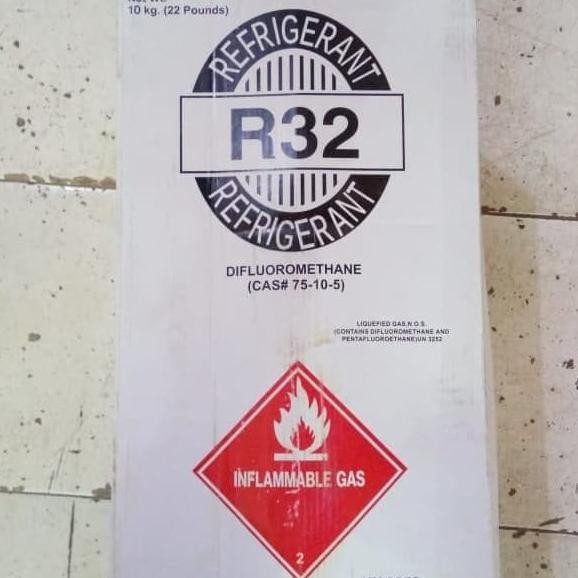 10 kg. (22 Pounds)
REFRIGERANT
R32
REFRIGERANT
DIFLUOROMETHANE
(CAS# 75-10-5)
LIQUEFIED GAS,N.O.S.
(CONTAINS DIFLUOROMETHANE AND
PENTAFLUOROETHANE)UN 3252
INFLAMMABLE GAS
2